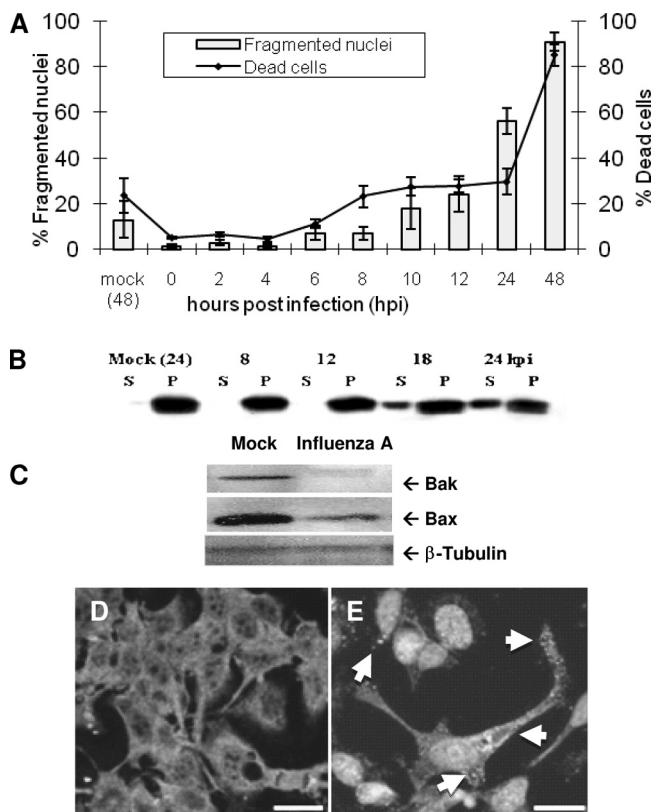 A
100%
80%
60%
40%
20%
0%
% Fragmented nuclei
Fragmented nuclei
Dead cells
100
80
60
40
20
0
% Dead cells
mock (48) 0 2 4 6 8 10 12 24 48
hours post infection (hpi)
B
Mock (24) 8 12 18 24 hpi
S P S P S P S P S P
Mock Influenza A
C
← Bak
← Bax
← β-Tubulin
D
E